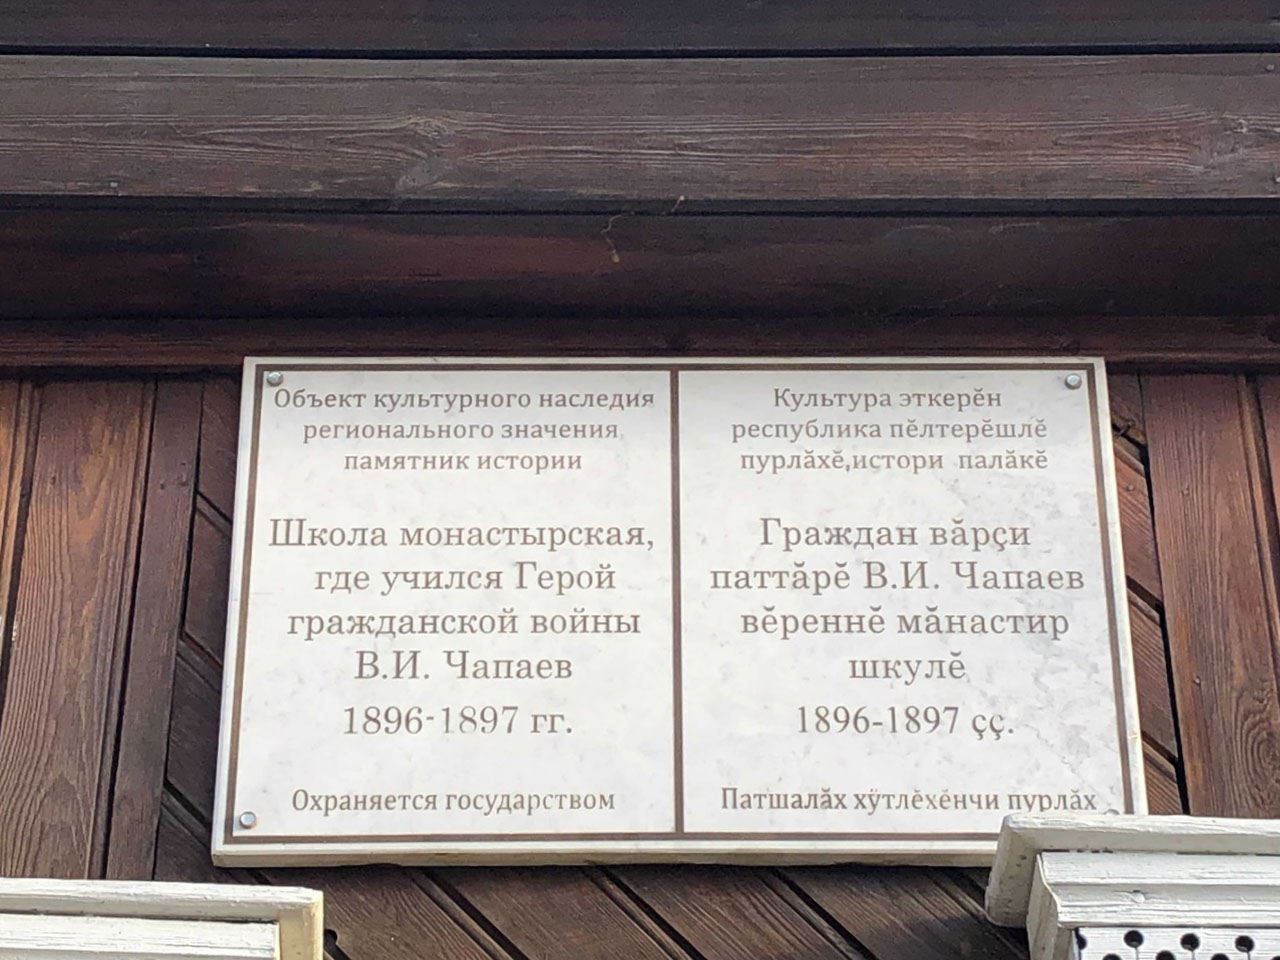 Объект культурного наследия
регионального значения
памятник истории
Школа монастырская,
где учился Герой
гражданской войны
В.И. Чапаев
1896-1897 гг.
Охраняется государством
Культура эткерĕн
республика пĕлтерĕшлĕ
пурлăхĕ,истори палăкĕ
Граждан вăрçи
паттăрĕ В.И. Чапаев
вĕреннĕ мăнастир
шкулĕ
1896-1897 çç.
Патшалăх хӳтлĕхĕнчи пурлăх